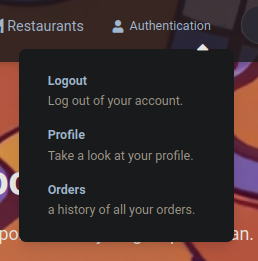 Restaurants
Authentication
Logout
Log out of your account.
Profile
Take a look at your profile.
Orders
a history of all your orders.
an.